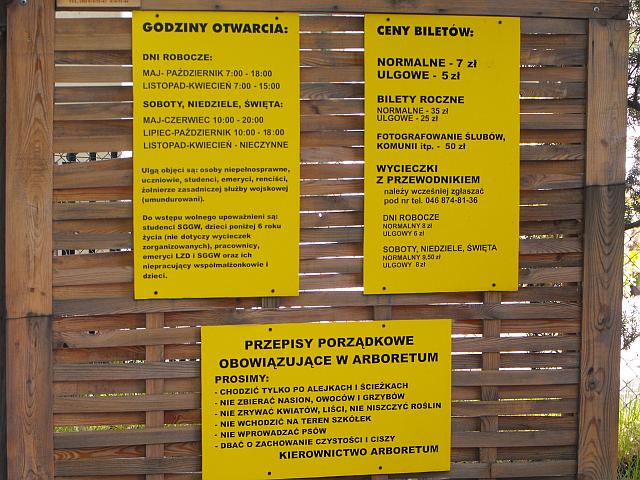 GODZINY OTWARCIA:
DNI ROBOCZE:
MAJ- PAŹDZIERNIK 7:00 - 18:00
LISTOPAD-KWIECIEŃ 7:00 - 15:00
SOBOTY, NIEDZIELE, ŚWIĘTA:
MAJ-CZERWIEC 10:00 - 20:00
LIPIEC-PAŹDZIERNIK 10:00 - 18:00
LISTOPAD-KWIECIEŃ - NIECZYNNE
Ulgą objęci są: osoby niepełnosprawne,
uczniowie, studenci, emeryci, renciści,
żołnierze zasadniczej służby wojskowej
(umundurowani).
Do wstępu wolnego upoważnieni są:
studenci SGGW, dzieci poniżej 6 roku
życia (nie dotyczy wycieczek
zorganizowanych), pracownicy,
emeryci LZD i SGGW oraz ich
niepracujący współmałżonkowie i
dzieci.
CENY BILETÓW:
NORMALNE - 7 zł
ULGOWE - 5 zł
BILETY ROCZNE
NORMALNE - 35 zł
ULGOWE - 25 zł
FOTOGRAFOWANIE ŚLUBÓW,
KOMUNII itp. - 50 zł
WYCIECZKI
Z PRZEWODNIKIEM
należy wcześniej zgłaszać
pod nr tel. 046 874-81-36
DNI ROBOCZE
NORMALNY 8 zł
ULGOWY 6 zł
SOBOTY, NIEDZIELE, ŚWIĘTA
NORMALNY 9,50 zł
ULGOWY 8 zł
PRZEPISY PORZĄDKOWE
OBOWIĄZUJĄCE W ARBORETUM
PROSIMY:
- CHODZIĆ TYLKO PO ALEJKACH I ŚCIEŻKACH
- NIE ZBIERAĆ NASION, OWOCÓW I GRZYBÓW
- NIE ZRYWAĆ KWIATÓW, LIŚCI, NIE NISZCZYĆ ROŚLIN
- NIE WCHODZIĆ NA TEREN SZKÓŁEK
- NIE WPROWADZAĆ PSÓW
- DBAĆ O ZACHOWANIE CZYSTOŚCI I CISZY
KIEROWNICTWO ARBORETUM